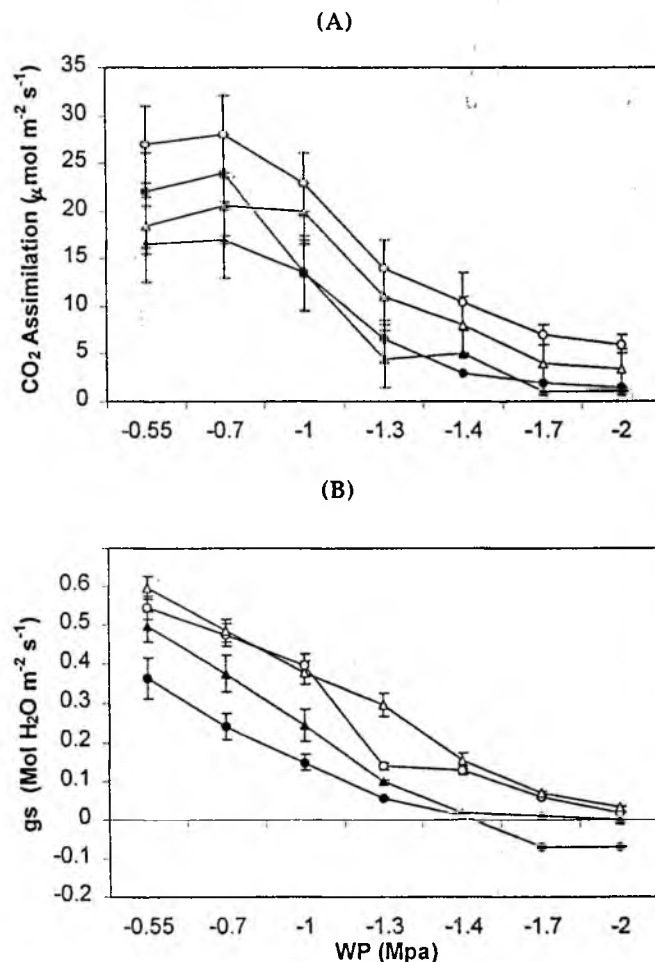 (A)
35
30
25
20
15
10
5
0
CO₂ Assimilation (μmol m⁻² s⁻¹)
-0.55 -0.7 -1 -1.3 -1.4 -1.7 -2
(B)
0.6
0.5
0.4
0.3
0.2
0.1
0
-0.1
-0.2
gs (Mol H₂O m⁻² s⁻¹)
-0.55 -0.7 -1 -1.3 -1.4 -1.7 -2
WP (Mpa)